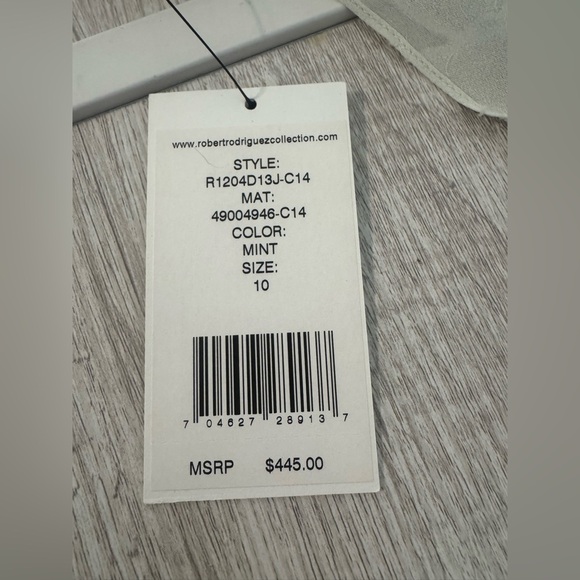 www.robertrodriguezcollection.com
STYLE:
R1204D13J-C14
MAT:
49004946-C14
COLOR:
MINT
SIZE:
10
7 04627 28913 7
MSRP $445.00